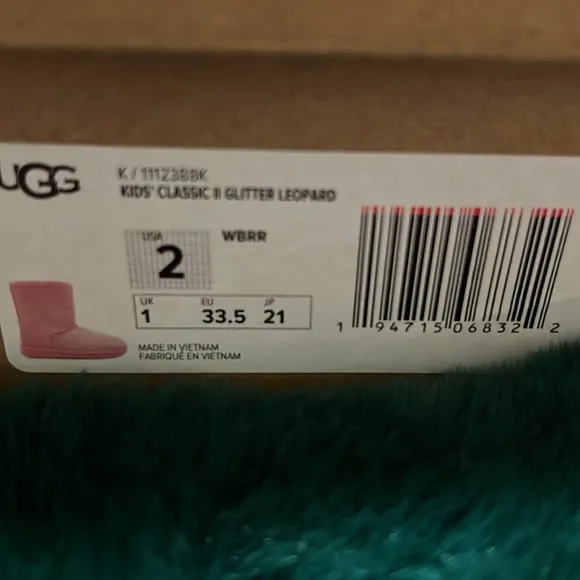 UGG
K / 1112388K
KIDS' CLASSIC II GLITTER LEOPARD
USA
2
WBRR
UK EU JP
1 33.5 21
MADE IN VIETNAM
FABRIQUÉ EN VIETNAM
1 94715 06832 2